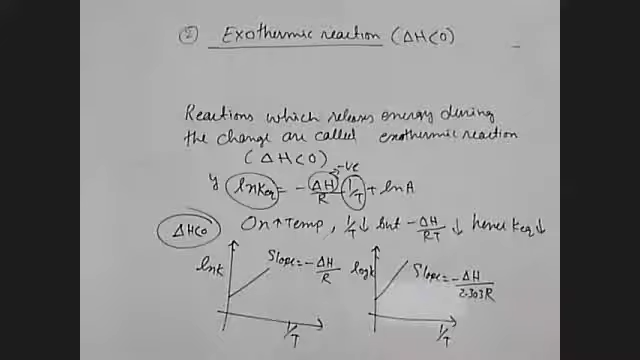 ② Exothermic reaction (ΔH<0)
Reactions which releases energy during
the change are called exothermic reaction
(ΔH<0)
-ve
y lnKeq = - ΔH/R 1/T + lnA
ΔH<0 On ↑ Temp, 1/T ↓ but - ΔH/RT ↓ hence Keq ↓
lnK Slope = - ΔH/R 1/T
logK Slope = - ΔH/2.303R 1/T